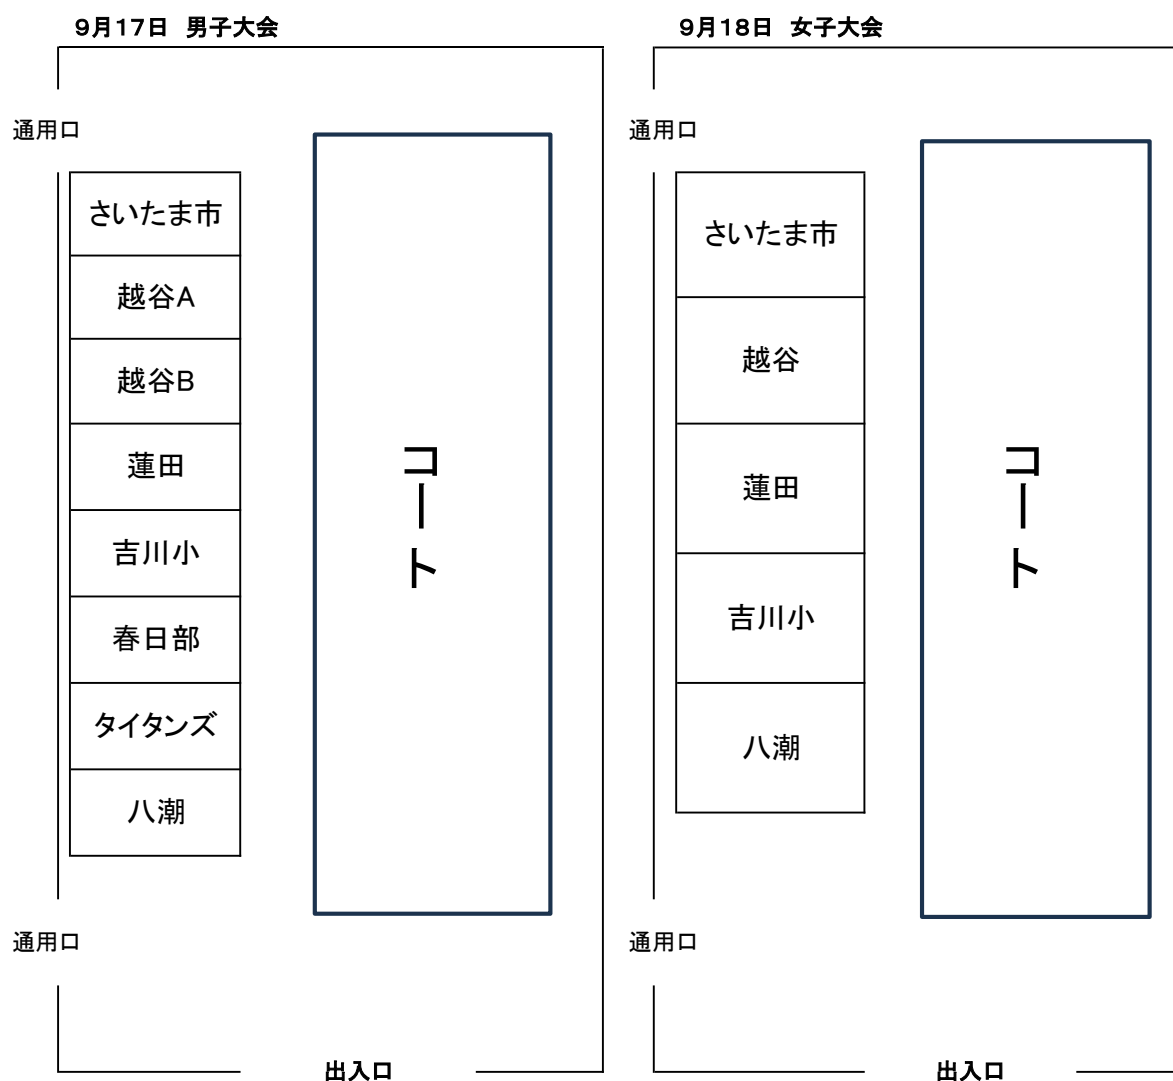 9月17日 男子大会
通用口
さいたま市
越谷A
越谷B
蓮田
吉川小
春日部
タイタンズ
八潮
コート
通用口
出入口
9月18日 女子大会
通用口
さいたま市
越谷
蓮田
吉川小
八潮
コート
通用口
出入口